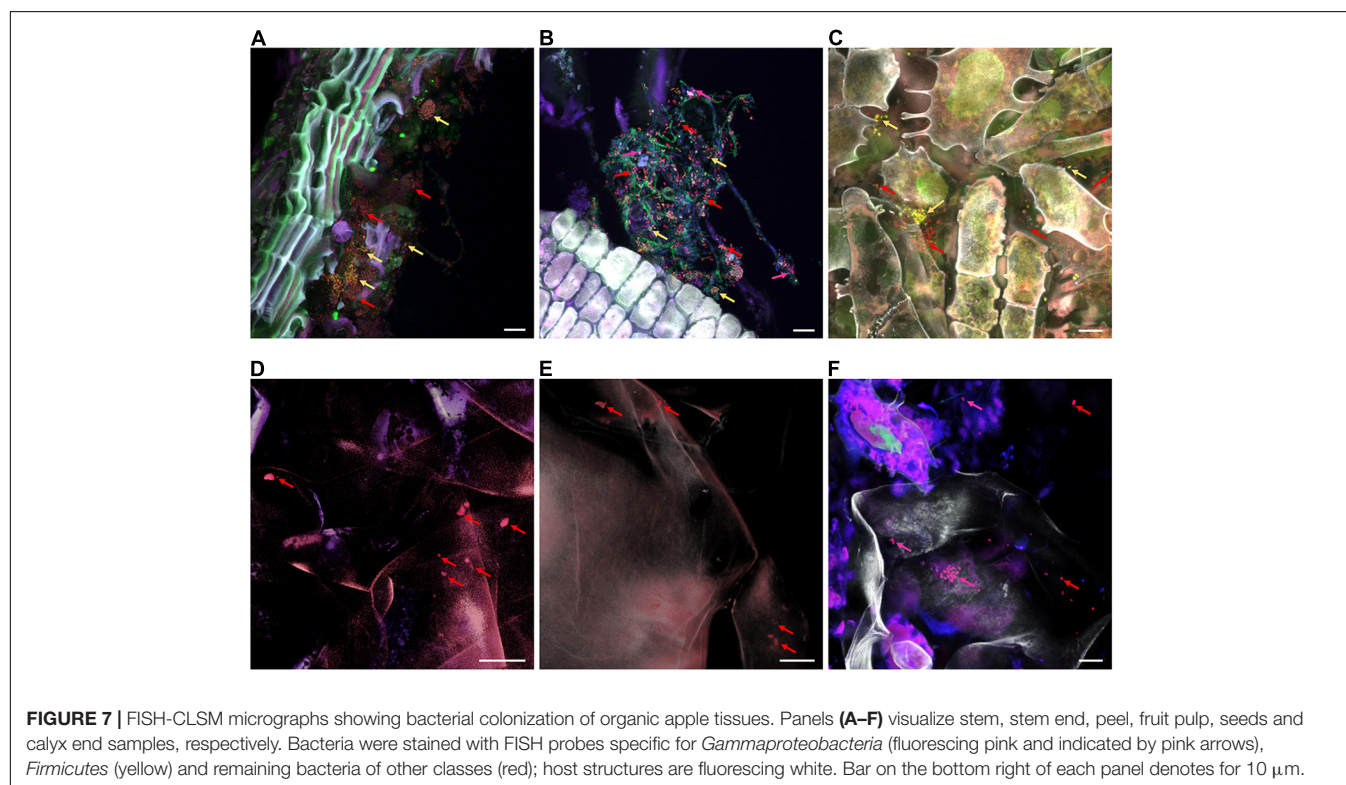 A
B
C
D
E
F
FIGURE 7 | FISH-CLSM micrographs showing bacterial colonization of organic apple tissues. Panels (A–F) visualize stem, stem end, peel, fruit pulp, seeds and
calyx end samples, respectively. Bacteria were stained with FISH probes specific for Gammaproteobacteria (fluorescing pink and indicated by pink arrows),
Firmicutes (yellow) and remaining bacteria of other classes (red); host structures are fluorescing white. Bar on the bottom right of each panel denotes for 10 μm.